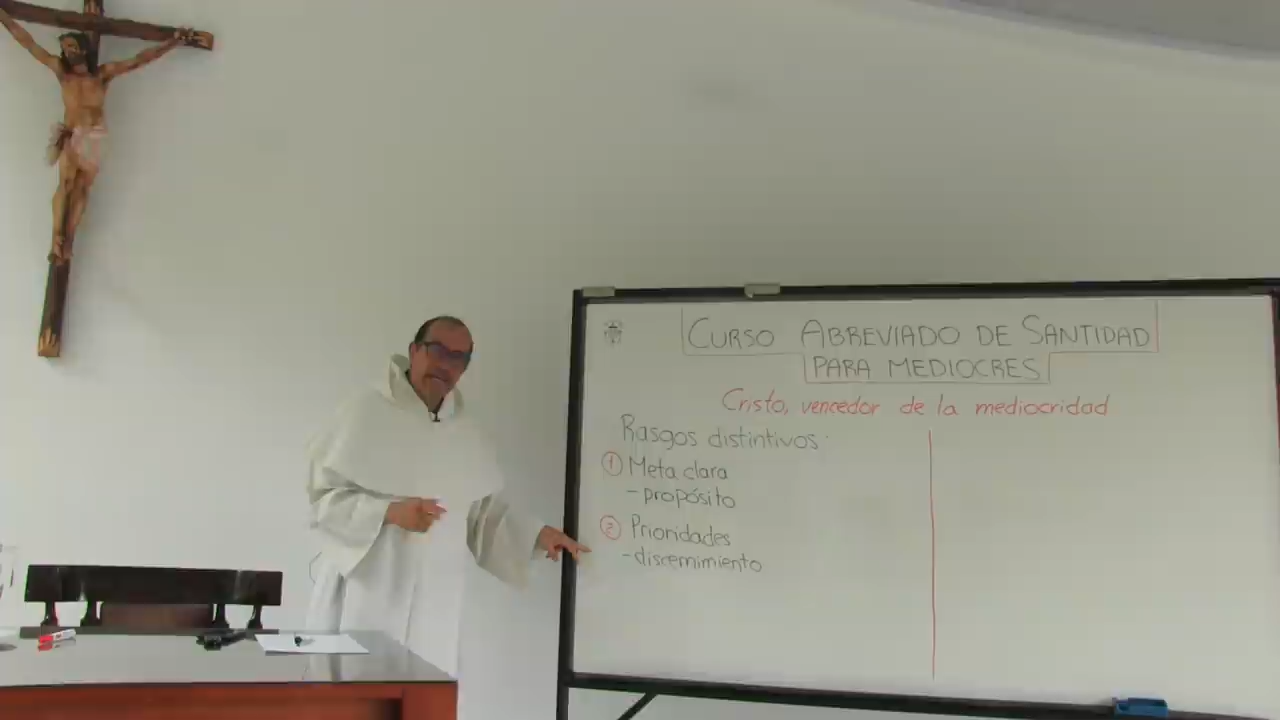 CURSO ABREVIADO DE SANTIDAD
PARA MEDIOCRES
Cristo, vencedor de la mediocridad
Rasgos distintivos:
① Meta clara
- propósito
② Prioridades
- discernimiento